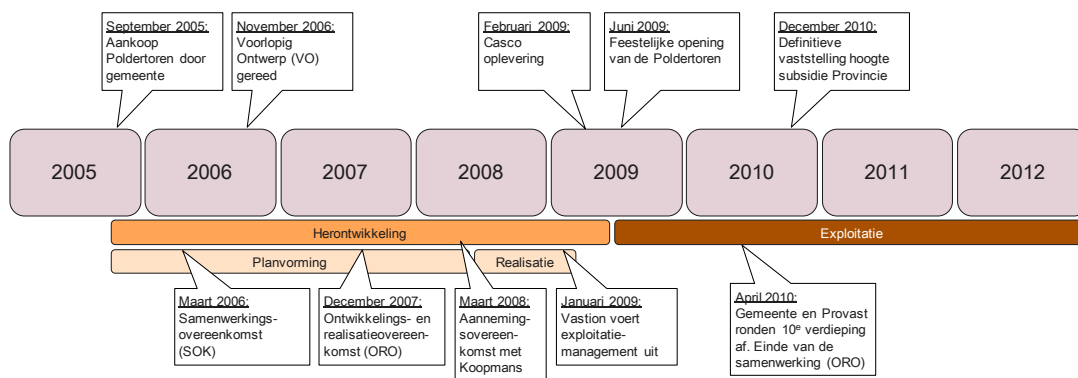 September 2005:
Aankoop
Poldertoren door
gemeente
November 2006:
Voorlopig
Ontwerp (VO)
gereed
Februari 2009:
Casco
oplevering
Juni 2009:
Feestelijke opening
van de Poldertoren
December 2010:
Definitieve
vaststelling hoogte
subsidie Provincie
2005
2006
2007
2008
2009
2010
2011
2012
Herontwikkeling
Exploitatie
Planvorming
Realisatie
Maart 2006:
Samenwerkings-
overeenkomst
(SOK)
December 2007:
Ontwikkelings- en
realisatieovereen-
komst (ORO)
Maart 2008:
Aannemings-
overeen-
komst met
Koopmans
Januari 2009:
Vastion voert
exploitatie-
management uit
April 2010:
Gemeente en Provast
ronden 10e verdieping
af. Einde van de
samenwerking (ORO)